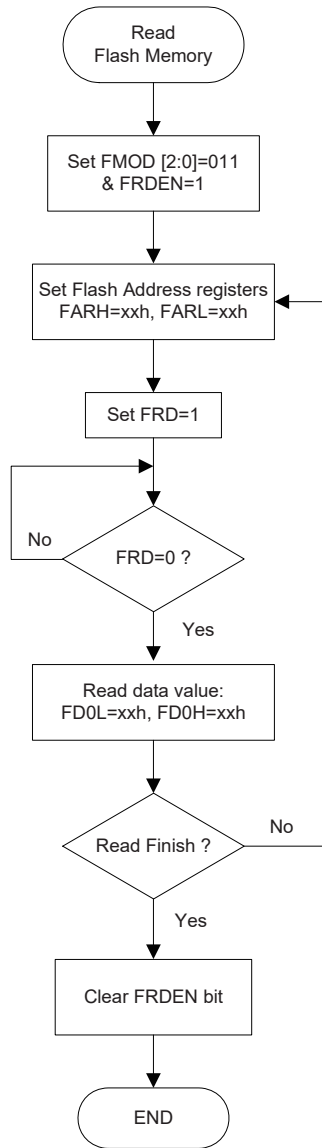 Read
Flash Memory
Set FMOD [2:0]=011
& FRDEN=1
Set Flash Address registers
FARH=xxh, FARL=xxh
Set FRD=1
No
FRD=0 ?
Yes
Read data value:
FD0L=xxh, FD0H=xxh
No
Read Finish ?
Yes
Clear FRDEN bit
END